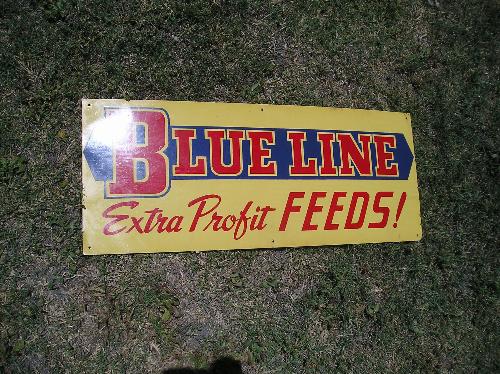 BLUE LINE
Extra Profit FEEDS!